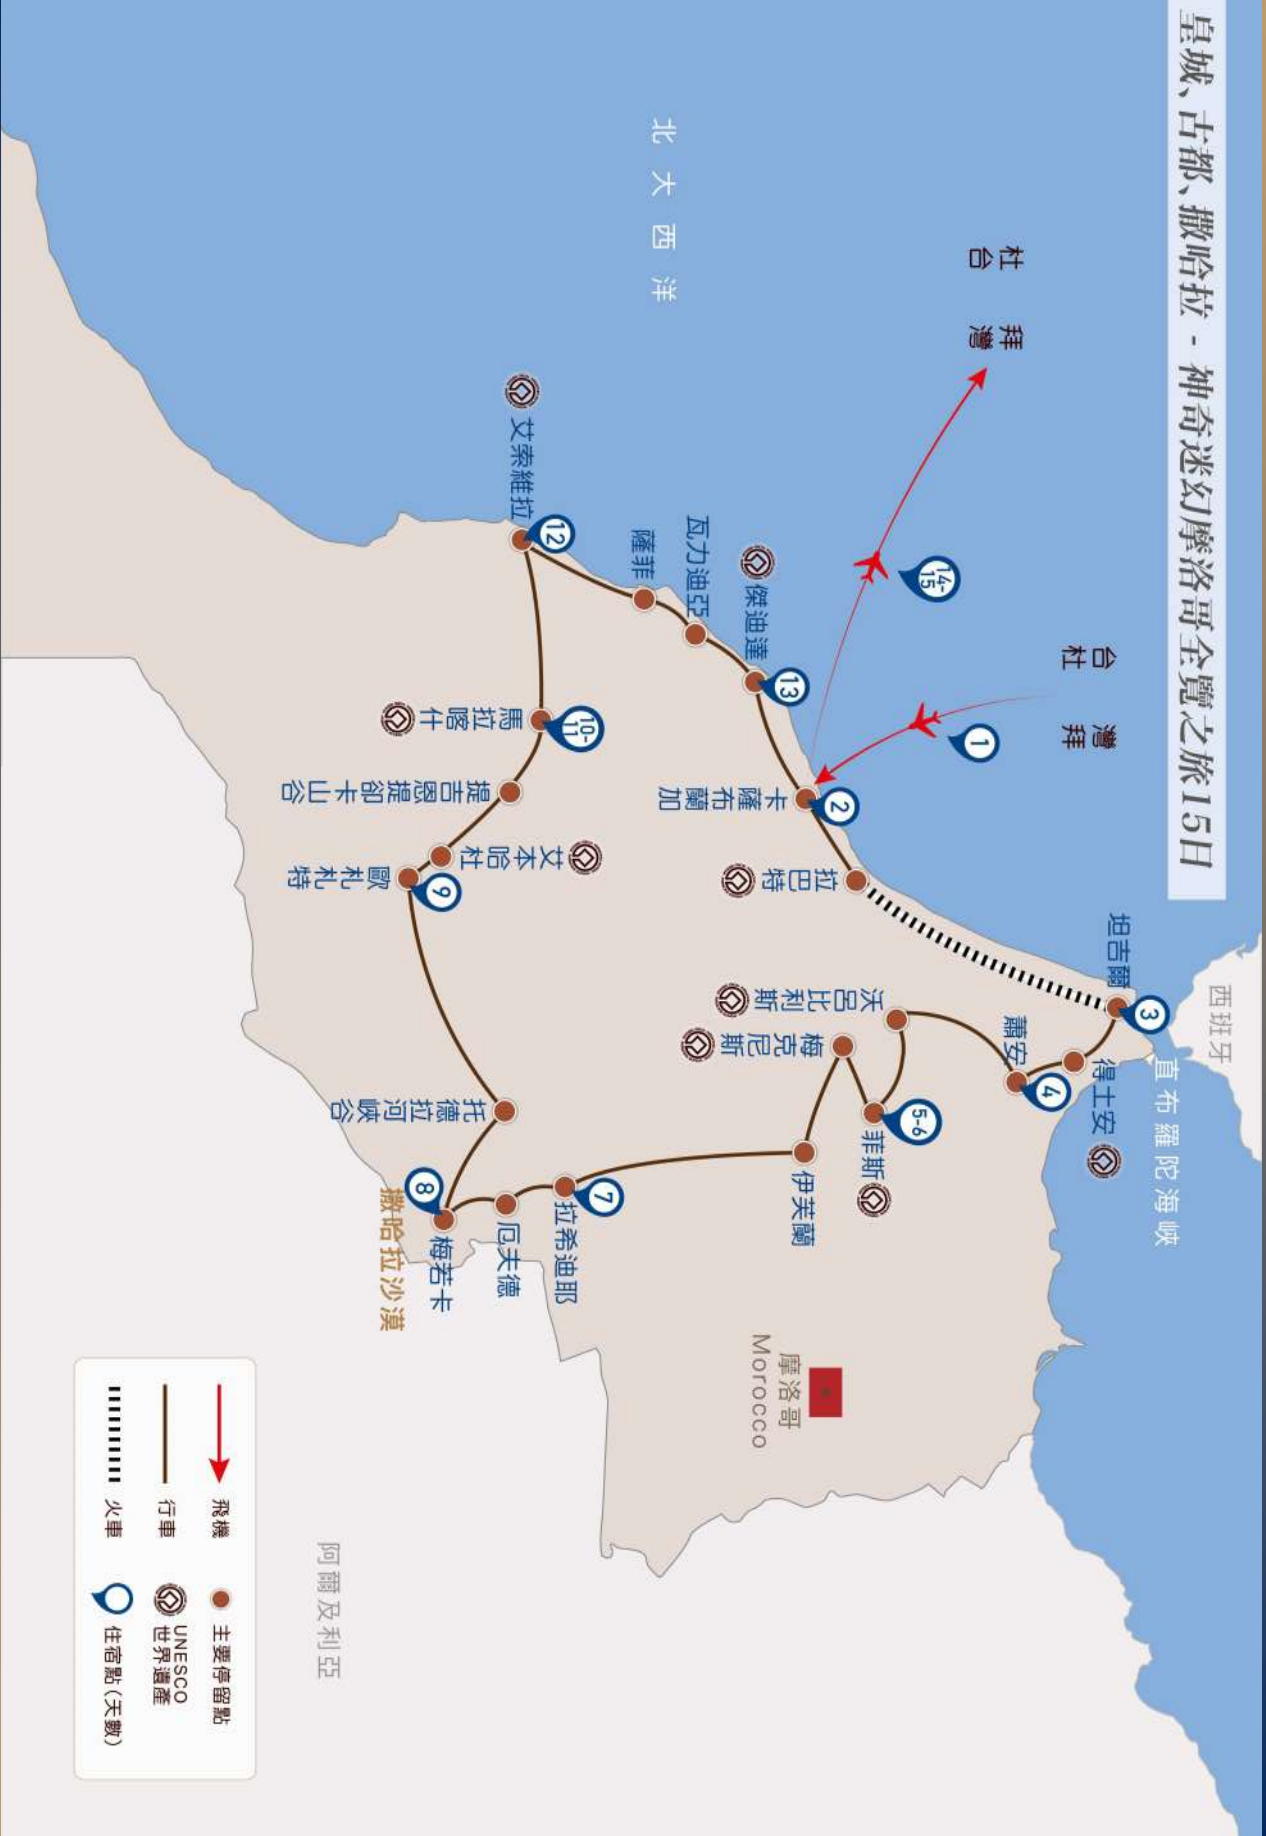 皇城、古都、撒哈拉 - 神奇迷幻摩洛哥全覽之旅15日
西班牙
直布羅陀海峽
北大西洋
杜拜
台灣
14-
15
台灣
杜拜
1
坦吉爾
3
得土安
蕭安
4
沃呂比利斯
梅克尼斯
5-6
菲斯
伊芙蘭
拉巴特
2
卡薩布蘭加
13
傑迪達
瓦力迪亞
薩菲
12
艾索維拉
10-
11
馬拉喀什
提吉恩提卻卡山谷
艾本哈杜
9
歐札札特
托德拉河峽谷
7
拉希迪耶
厄夫德
8
梅若卡
撒哈拉沙漠
摩洛哥
Morocco
阿爾及利亞
飛機
行車
火車
主要停留點
UNESCO
世界遺產
住宿點(天數)